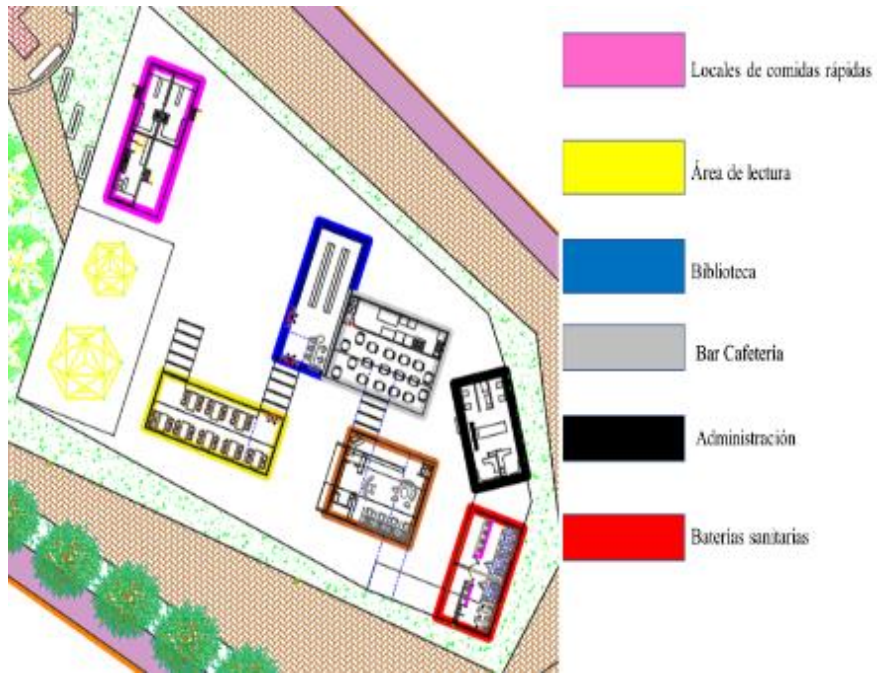 Locales de comidas rápidas
Área de lectura
Biblioteca
Bar Cafetería
Administración
Baterías sanitarias